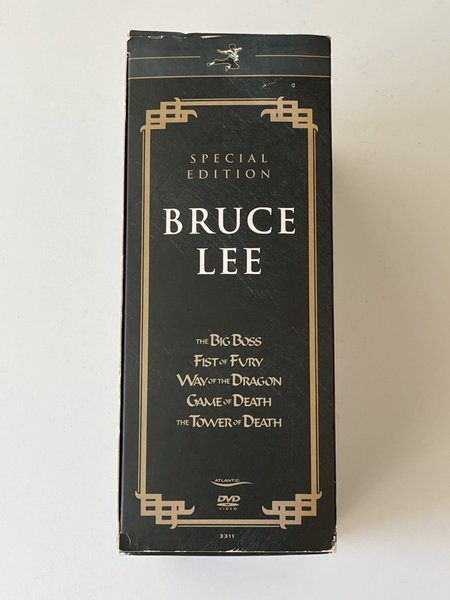 SPECIAL
EDITION
BRUCE
LEE
THE BIG BOSS
FIST OF FURY
WAY OF THE DRAGON
GAME OF DEATH
THE TOWER OF DEATH
ATLANTIC
DVD
VIDEO
3311